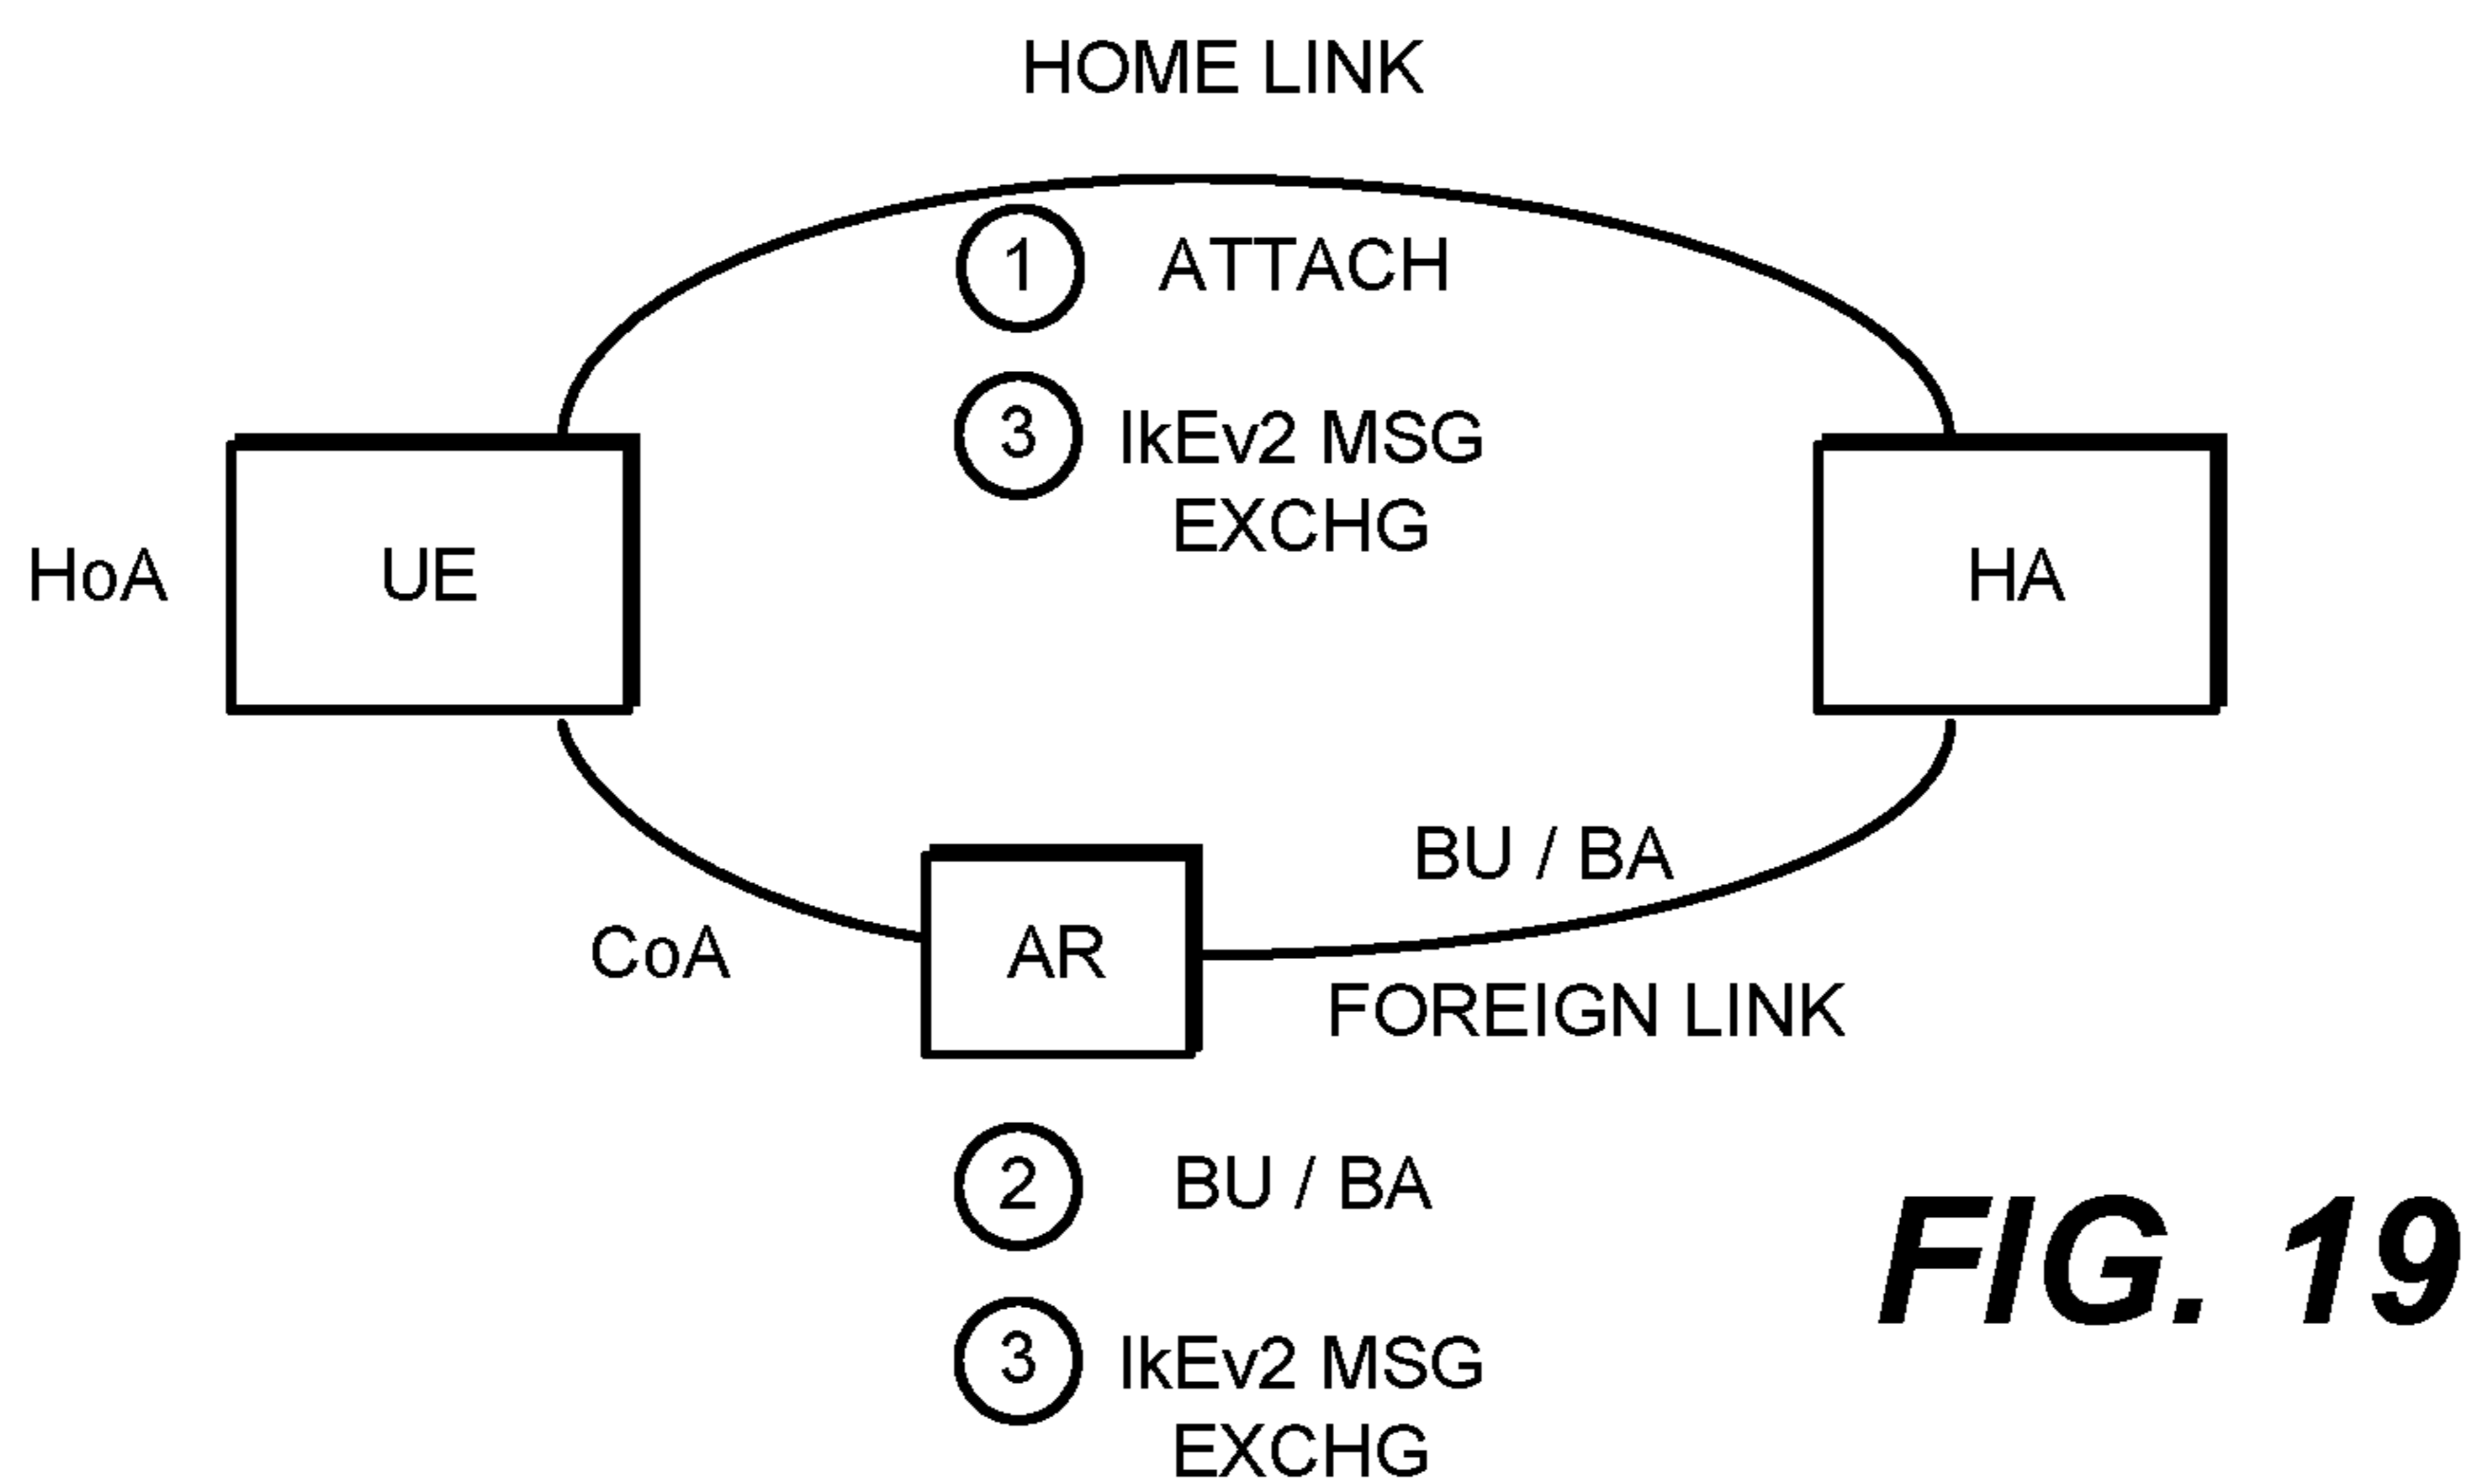 HOME LINK
1 ATTACH
3 IkEv2 MSG
EXCHG
HoA
UE
HA
BU / BA
CoA
AR
FOREIGN LINK
2 BU / BA
3 IkEv2 MSG
EXCHG
FIG. 19